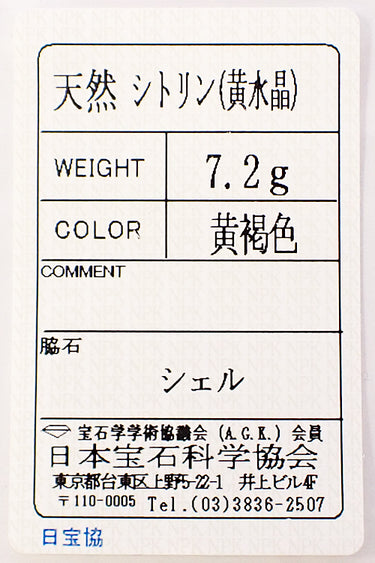 天然 シトリン(黄水晶)
WEIGHT 7.2g
COLOR 黄褐色
COMMENT
脇石
シェル
宝石学学術協議会 (A.G.K.) 会員
日本宝石科学協会
東京都台東区上野5-22-1 井上ビル4F
〒110-0005 Tel.(03)3836-2507
日宝協